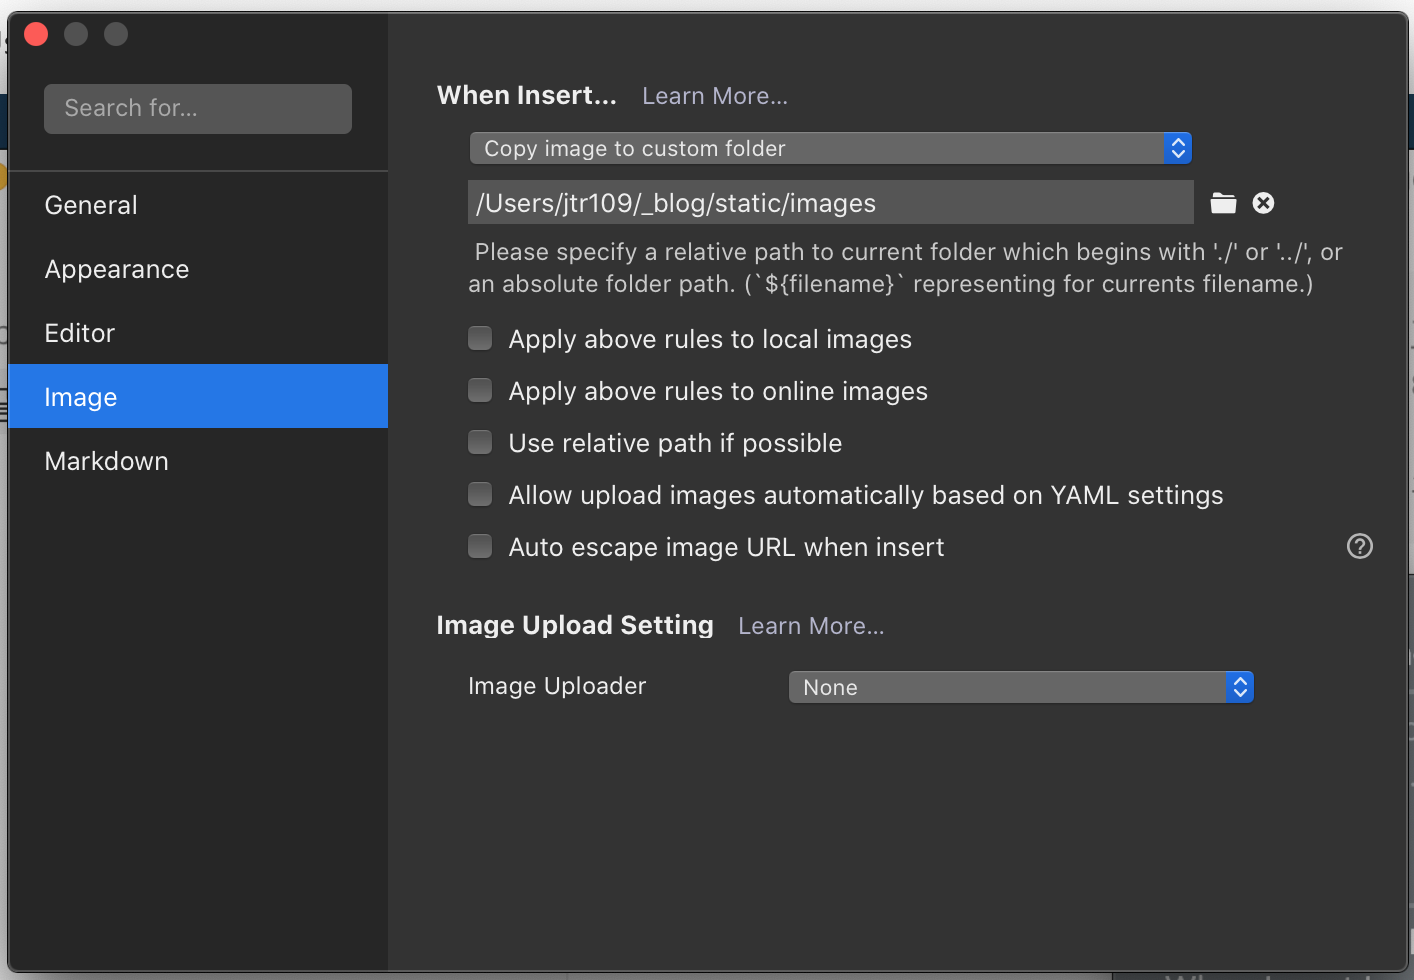 Search for...
General
Appearance
Editor
Image
Markdown
When Insert... Learn More...
Copy image to custom folder
/Users/jtr109/_blog/static/images
Please specify a relative path to current folder which begins with './' or '../', or
an absolute folder path. (`${filename}` representing for currents filename.)
Apply above rules to local images
Apply above rules to online images
Use relative path if possible
Allow upload images automatically based on YAML settings
Auto escape image URL when insert
Image Upload Setting Learn More...
Image Uploader None